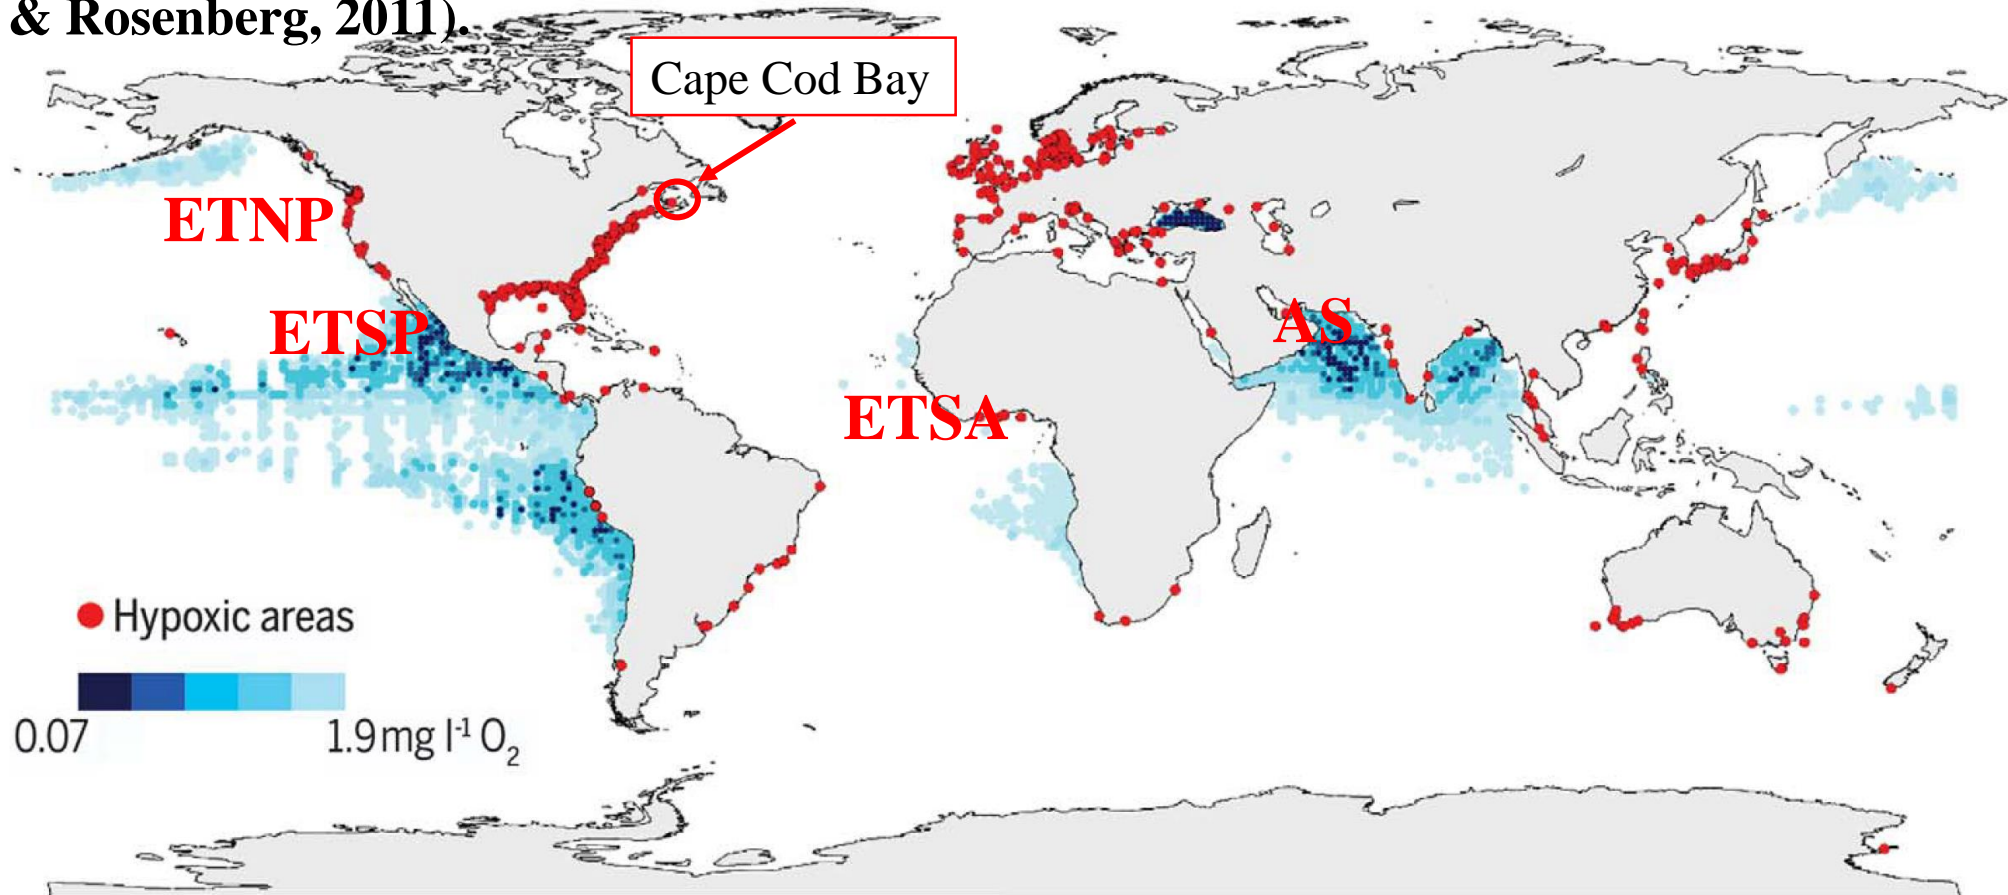 & Rosenberg, 2011).
Cape Cod Bay
ETNP
ETSP
AS
ETSA
Hypoxic areas
0.07
1.9mg l⁻¹ O₂